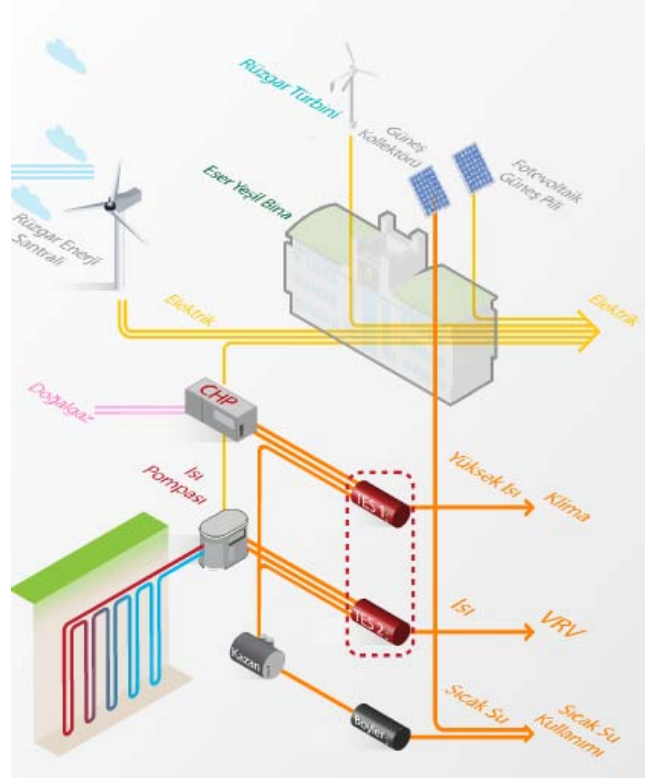 Rüzgar Türbini
Güneş
Kollektörü
Fotovoltaik
Güneş Pili
Eser Yeşil Bina
Rüzgar Enerji
Santrali
Elektrik
Elektrik
Doğalgaz
CHP
Isı
Pompası
TES 1
Yüksek Isı
Klima
TES 2
Isı
VRV
Kazan
Boyler
Sıcak Su
Sıcak Su
Kullanımı